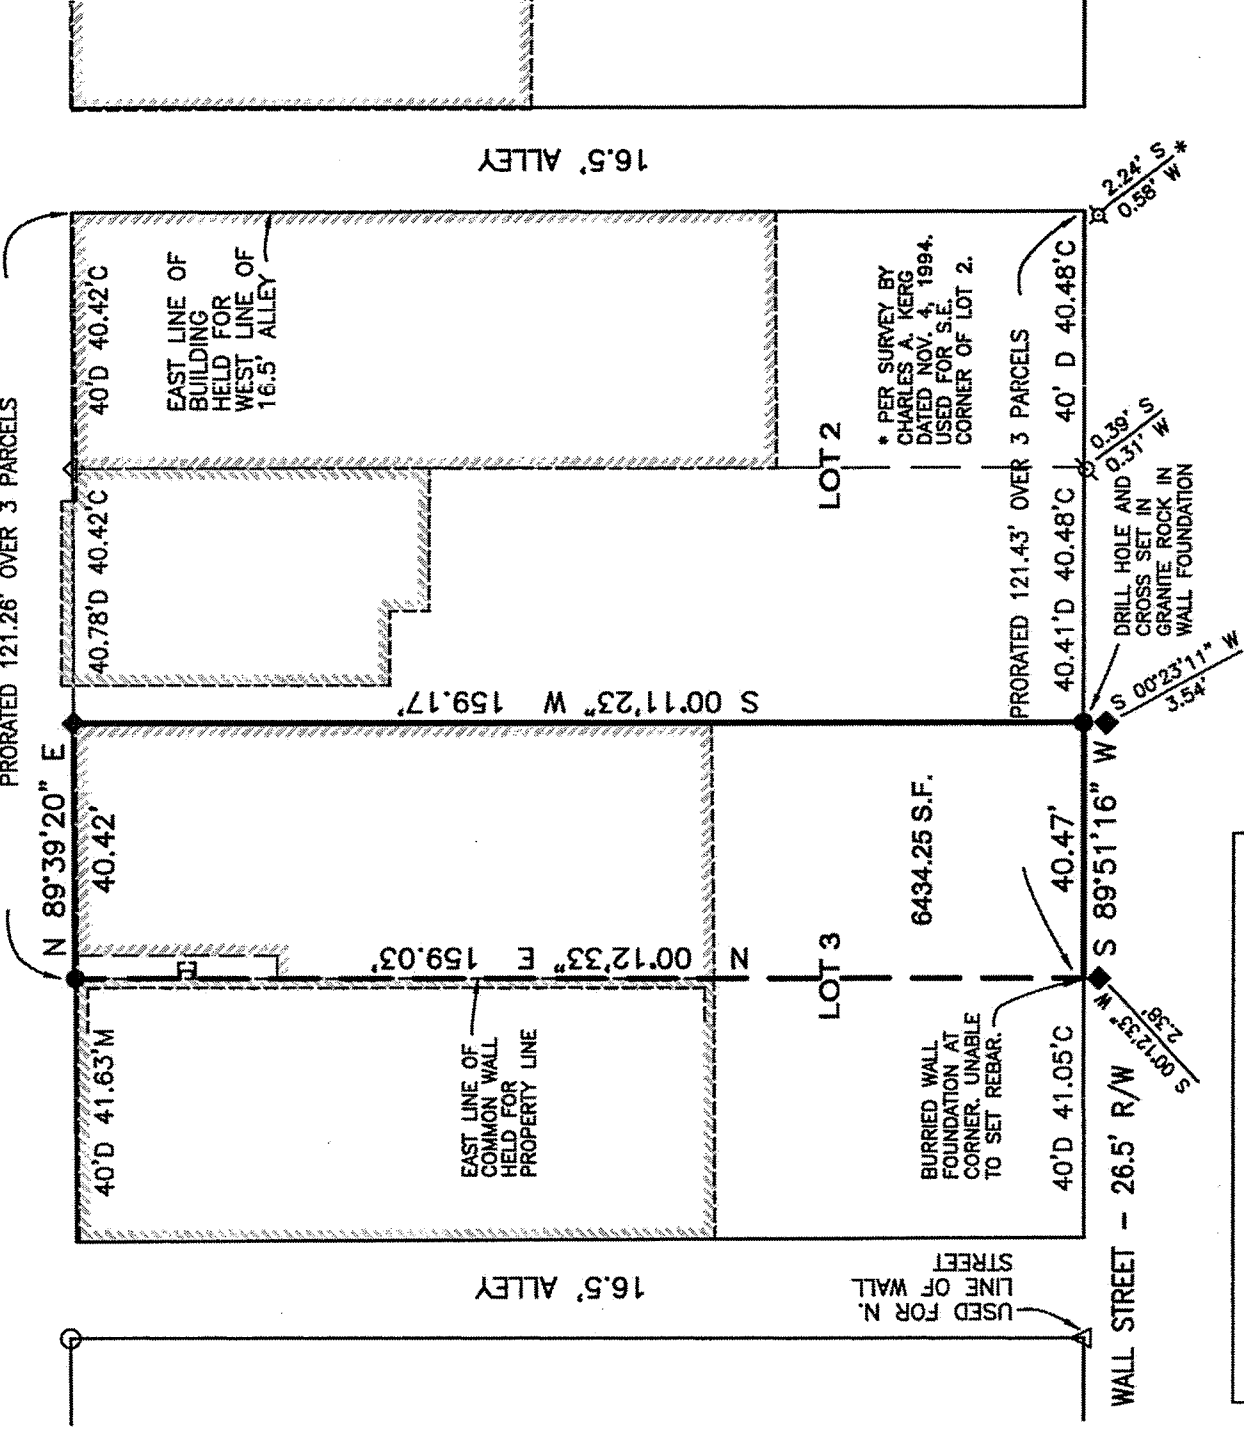 PRORATED 121.26' OVER 3 PARCELS
16.5' ALLEY
N 89°39'20" E
40'D 41.63'M
40.42'
40.78'D 40.42'C
40'D 40.42'C
EAST LINE OF
BUILDING
HELD FOR
WEST LINE OF
16.5' ALLEY
EAST LINE OF
COMMON WALL
HELD FOR
PROPERTY LINE
N 00°12'33" E 159.03'
S 00°11'23" W 159.17'
16.5' ALLEY
LOT 3
LOT 2
6434.25 S.F.
* PER SURVEY BY
CHARLES A. KERG
DATED NOV. 4, 1994.
USED FOR S.E.
CORNER OF LOT 2.
BURRIED WALL
FOUNDATION AT
CORNER. UNABLE
TO SET REBAR.
PRORATED 121.43' OVER 3 PARCELS
40'D 41.05'C
40.47'
40.41'D 40.48'C
40' D 40.48'C
USED FOR N.
LINE OF WALL
STREET
WALL STREET - 26.5' R/W
S 89°51'16" W
S 00°12'33" W
2.38'
S 00°23'11" W
3.54'
DRILL HOLE AND
CROSS SET IN
GRANITE ROCK IN
WALL FOUNDATION
0.39' S
0.31' W
2.24' S
0.58' W *